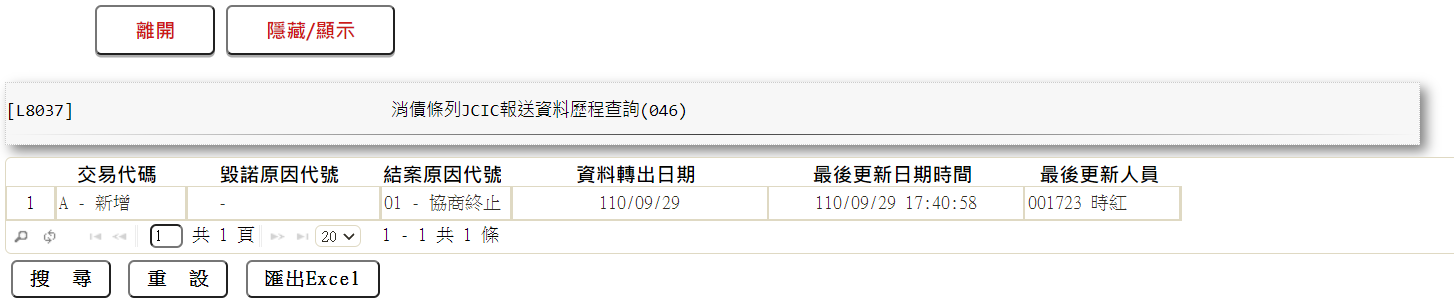 離開 隱藏/顯示
[L8037] 消債條列JCIC報送資料歷程查詢(046)
交易代碼 毀諾原因代號 結案原因代號 資料轉出日期 最後更新日期時間 最後更新人員
1 A - 新增 - 01 - 協商終止 110/09/29 110/09/29 17:40:58 001723 時紅
1 共 1 頁 20 1 - 1 共 1 條
搜 尋 重 設 匯出Excel